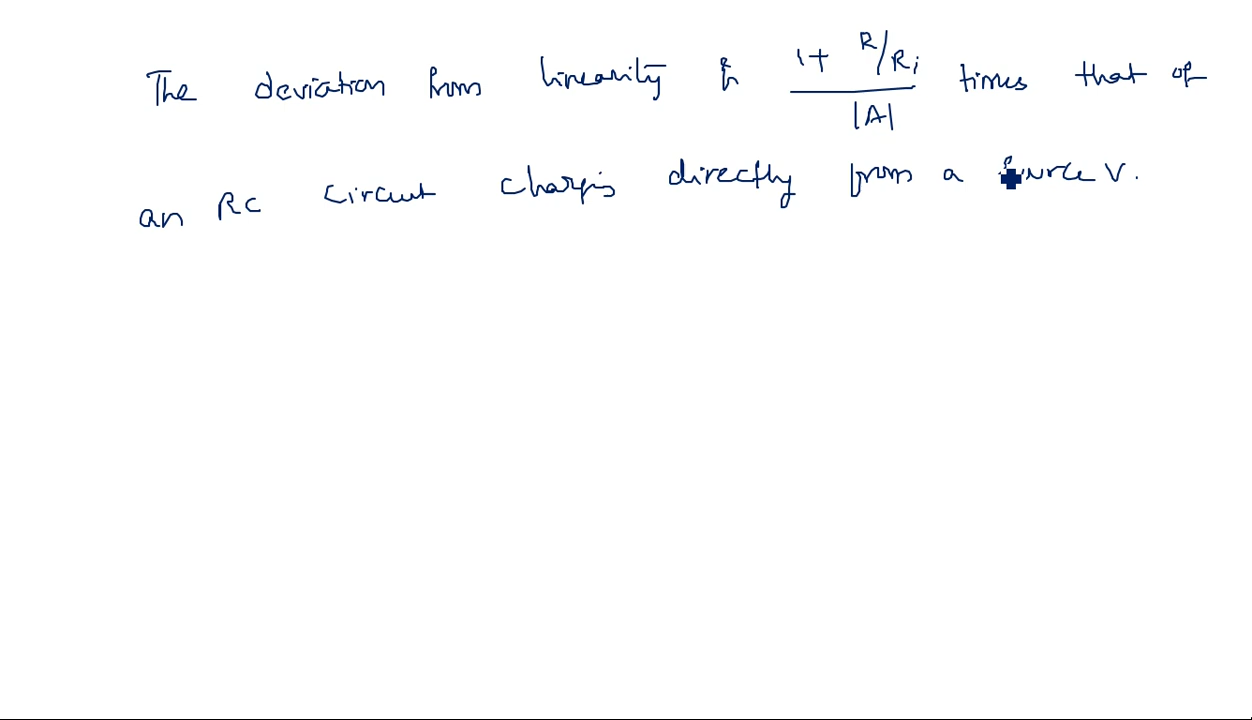 The deviation from linearity is (1 + R/Ri) / |A| times that of
an RC circuit charging directly from a source V.